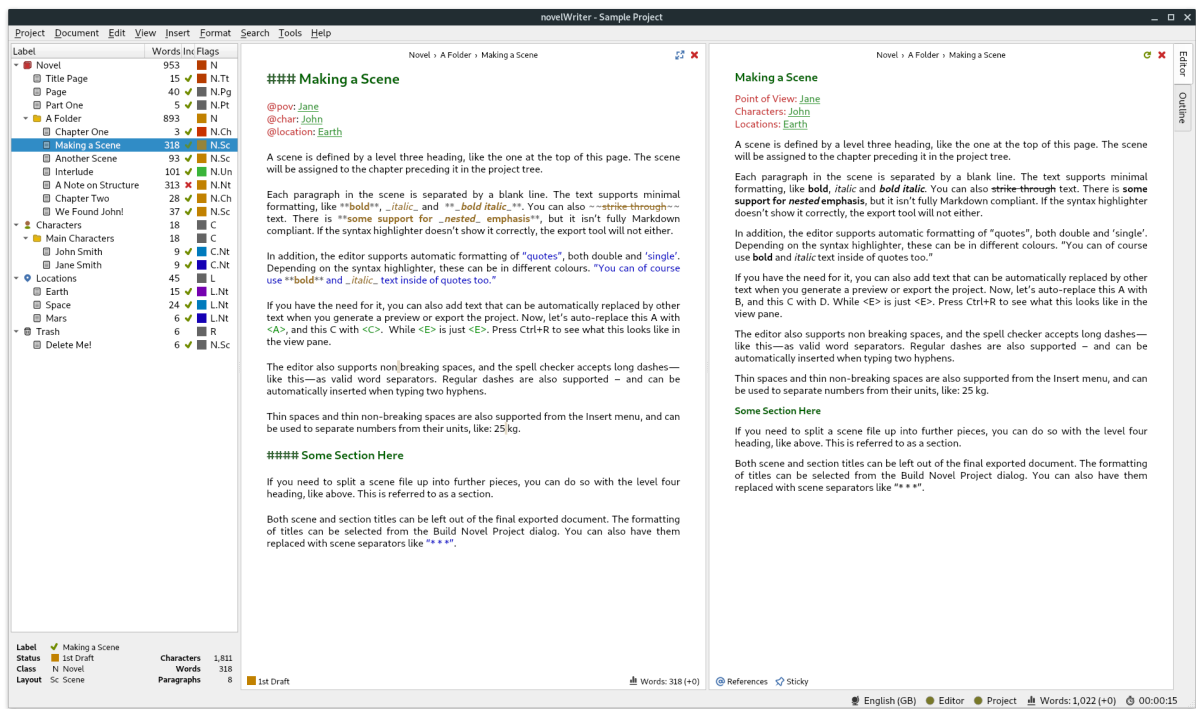 novelWriter - Sample Project
Project Document Edit View Insert Format Search Tools Help
Label Words Inc Flags
Novel 953 N
Title Page 15 N.Tt
Page 40 N.Pg
Part One 5 N.Pt
A Folder 893 N
Chapter One 3 N.Ch
Making a Scene 318 N.Sc
Another Scene 93 N.Sc
Interlude 101 N.Un
A Note on Structure 313 N.Nt
Chapter Two 28 N.Ch
We Found John! 37 N.Sc
Characters 18 C
Main Characters 18 C
John Smith 9 C.Nt
Jane Smith 9 C.Nt
Locations 45 L
Earth 15 L.Nt
Space 24 L.Nt
Mars 6 L.Nt
Trash 6 R
Delete Me! 6 N.Sc
Label Making a Scene
Status 1st Draft Characters 1,811
Class N Novel Words 318
Layout Sc Scene Paragraphs 8
Novel › A Folder › Making a Scene
### Making a Scene
@pov: Jane
@char: John
@location: Earth
A scene is defined by a level three heading, like the one at the top of this page. The scene
will be assigned to the chapter preceding it in the project tree.
Each paragraph in the scene is separated by a blank line. The text supports minimal
formatting, like **bold**, _italic_ and **_bold italic_**. You can also ~~strike through~~
text. There is **some support for _nested_ emphasis**, but it isn’t fully Markdown
compliant. If the syntax highlighter doesn’t show it correctly, the export tool will not either.
In addition, the editor supports automatic formatting of “quotes”, both double and ‘single’.
Depending on the syntax highlighter, these can be in different colours. “You can of course
use **bold** and _italic_ text inside of quotes too.”
If you have the need for it, you can also add text that can be automatically replaced by other
text when you generate a preview or export the project. Now, let’s auto-replace this A with
<A>, and this C with <C>. While <E> is just <E>. Press Ctrl+R to see what this looks like in
the view pane.
The editor also supports non breaking spaces, and the spell checker accepts long dashes—
like this—as valid word separators. Regular dashes are also supported – and can be
automatically inserted when typing two hyphens.
Thin spaces and thin non-breaking spaces are also supported from the Insert menu, and can
be used to separate numbers from their units, like: 25 kg.
#### Some Section Here
If you need to split a scene file up into further pieces, you can do so with the level four
heading, like above. This is referred to as a section.
Both scene and section titles can be left out of the final exported document. The formatting
of titles can be selected from the Build Novel Project dialog. You can also have them
replaced with scene separators like “* * *”.
1st Draft Words: 318 (+0)
Novel › A Folder › Making a Scene
Making a Scene
Point of View: Jane
Characters: John
Locations: Earth
A scene is defined by a level three heading, like the one at the top of this page. The scene
will be assigned to the chapter preceding it in the project tree.
Each paragraph in the scene is separated by a blank line. The text supports minimal
formatting, like bold, italic and bold italic. You can also strike through text. There is some
support for nested emphasis, but it isn’t fully Markdown compliant. If the syntax highlighter
doesn’t show it correctly, the export tool will not either.
In addition, the editor supports automatic formatting of “quotes”, both double and ‘single’.
Depending on the syntax highlighter, these can be in different colours. “You can of course
use bold and italic text inside of quotes too.”
If you have the need for it, you can also add text that can be automatically replaced by other
text when you generate a preview or export the project. Now, let’s auto-replace this A with
B, and this C with D. While <E> is just <E>. Press Ctrl+R to see what this looks like in the
view pane.
The editor also supports non breaking spaces, and the spell checker accepts long dashes—
like this—as valid word separators. Regular dashes are also supported – and can be
automatically inserted when typing two hyphens.
Thin spaces and thin non-breaking spaces are also supported from the Insert menu, and can
be used to separate numbers from their units, like: 25 kg.
Some Section Here
If you need to split a scene file up into further pieces, you can do so with the level four
heading, like above. This is referred to as a section.
Both scene and section titles can be left out of the final exported document. The formatting
of titles can be selected from the Build Novel Project dialog. You can also have them
replaced with scene separators like “* * *”.
References Sticky
Editor
Outline
English (GB) Editor Project Words: 1,022 (+0) 00:00:15